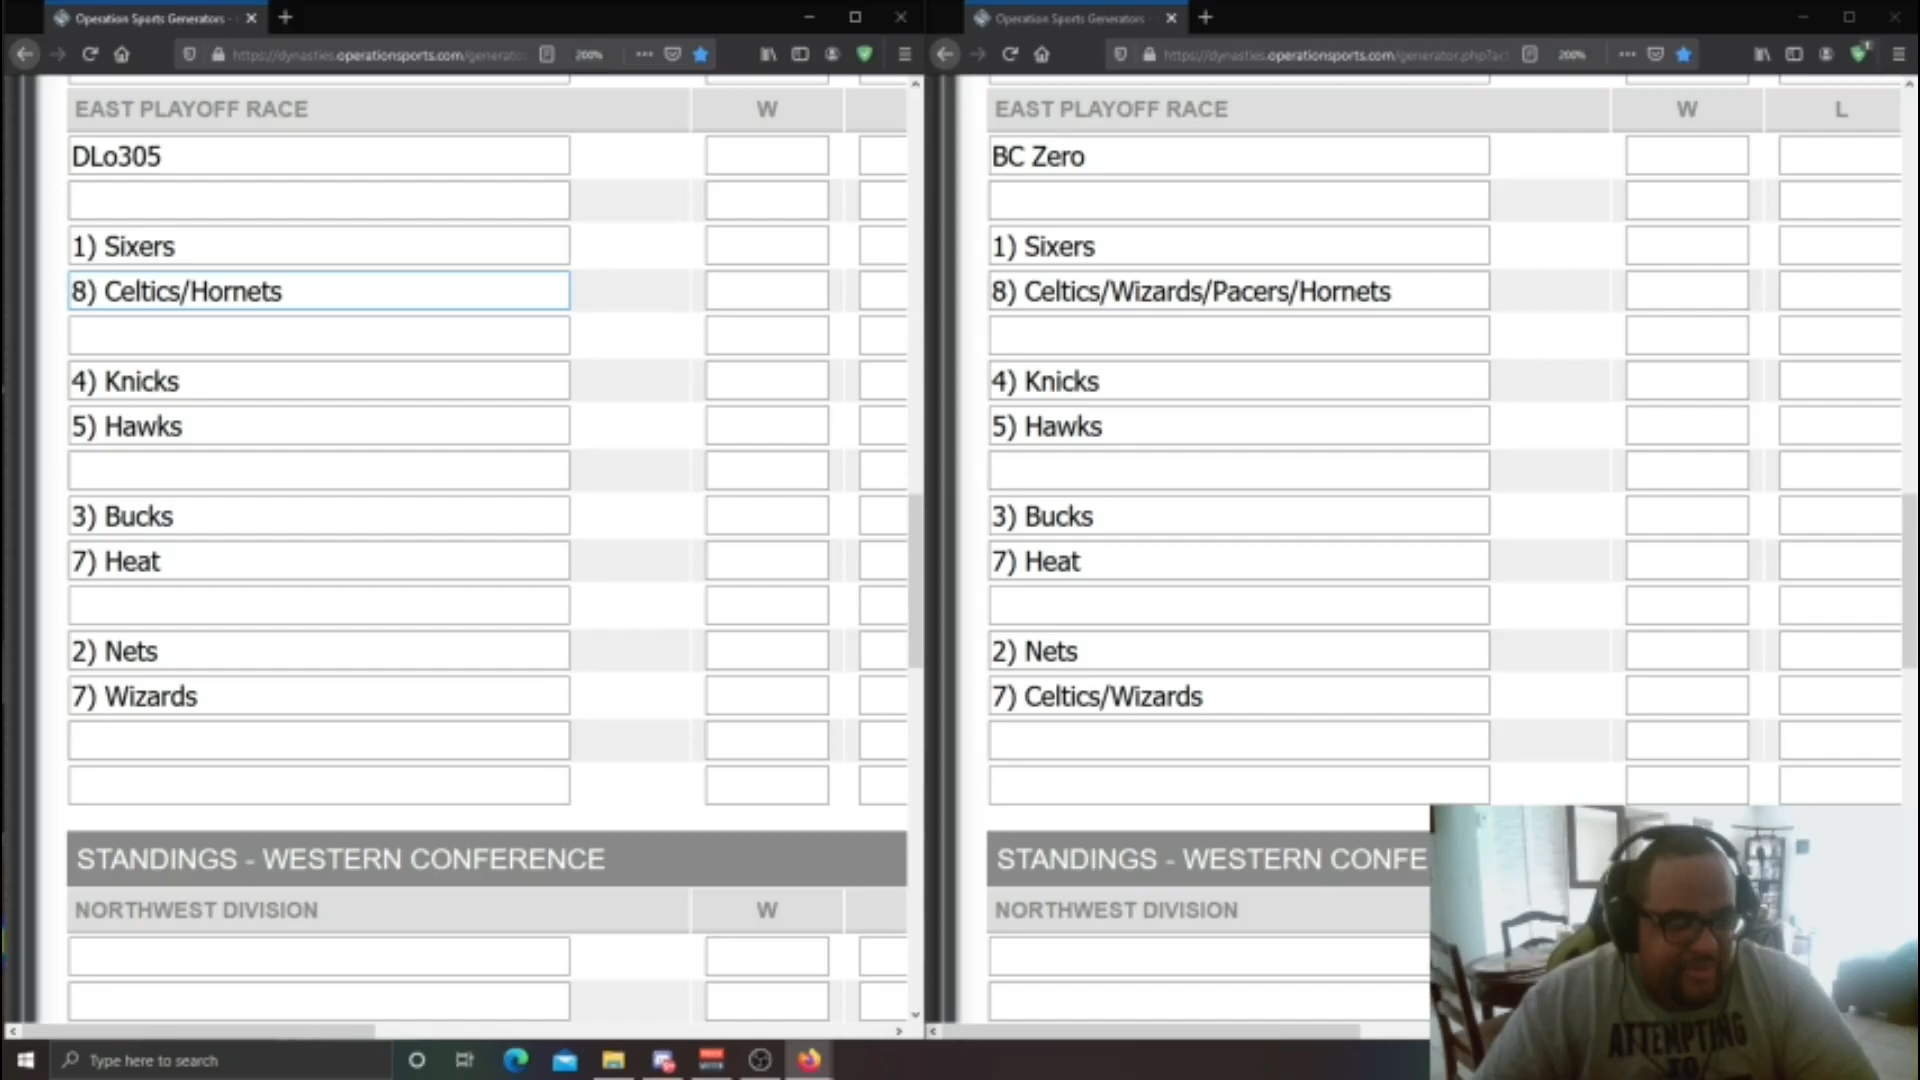 Operation Sports Generators -
Operation Sports Generators
https://dynasties.operationsports.com/generator
200%
https://dynasties.operationsports.com/generator.php?act
200%
EAST PLAYOFF RACE W
DLo305
1) Sixers
8) Celtics/Hornets
4) Knicks
5) Hawks
3) Bucks
7) Heat
2) Nets
7) Wizards
STANDINGS - WESTERN CONFERENCE
NORTHWEST DIVISION W
EAST PLAYOFF RACE W L
BC Zero
1) Sixers
8) Celtics/Wizards/Pacers/Hornets
4) Knicks
5) Hawks
3) Bucks
7) Heat
2) Nets
7) Celtics/Wizards
STANDINGS - WESTERN CONFE
NORTHWEST DIVISION
ATTEMPTING
TO
Type here to search